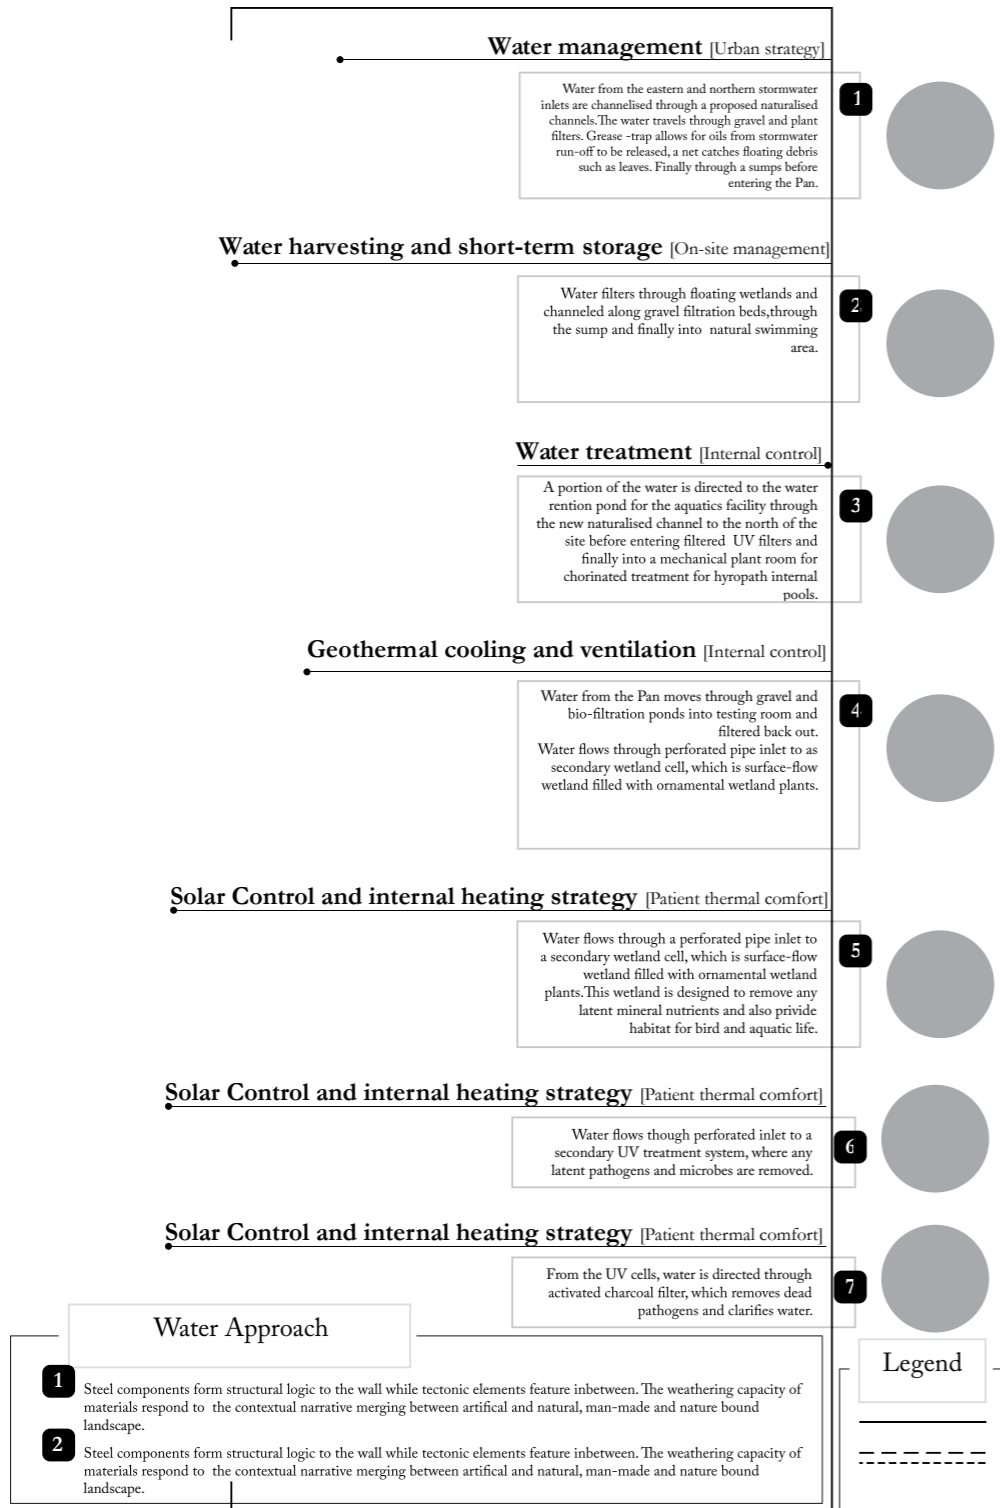 Water management [Urban strategy]
Water from the eastern and northern stormwater
inlets are channelised through a proposed naturalised
channels.The water travels through gravel and plant
filters. Grease -trap allows for oils from stormwater
run-off to be released, a net catches floating debris
such as leaves. Finally through a sumps before
entering the Pan.
1
Water harvesting and short-term storage [On-site management]
Water filters through floating wetlands and
channeled along gravel filtration beds,through
the sump and finally into natural swimming
area.
2
Water treatment [Internal control]
A portion of the water is directed to the water
rention pond for the aquatics facility through
the new naturalised channel to the north of the
site before entering filtered UV filters and
finally into a mechanical plant room for
chorinated treatment for hyropath internal
pools.
3
Geothermal cooling and ventilation [Internal control]
Water from the Pan moves through gravel and
bio-filtration ponds into testing room and
filtered back out.
Water flows through perforated pipe inlet to as
secondary wetland cell, which is surface-flow
wetland filled with ornamental wetland plants.
4
Solar Control and internal heating strategy [Patient thermal comfort]
Water flows through a perforated pipe inlet to
a secondary wetland cell, which is surface-flow
wetland filled with ornamental wetland
plants.This wetland is designed to remove any
latent mineral nutrients and also privide
habitat for bird and aquatic life.
5
Solar Control and internal heating strategy [Patient thermal comfort]
Water flows though perforated inlet to a
secondary UV treatment system, where any
latent pathogens and microbes are removed.
6
Solar Control and internal heating strategy [Patient thermal comfort]
From the UV cells, water is directed through
activated charcoal filter, which removes dead
pathogens and clarifies water.
7
Water Approach
1
Steel components form structural logic to the wall while tectonic elements feature inbetween. The weathering capacity of
materials respond to the contextual narrative merging between artifical and natural, man-made and nature bound
landscape.
2
Steel components form structural logic to the wall while tectonic elements feature inbetween. The weathering capacity of
materials respond to the contextual narrative merging between artifical and natural, man-made and nature bound
landscape.
Legend